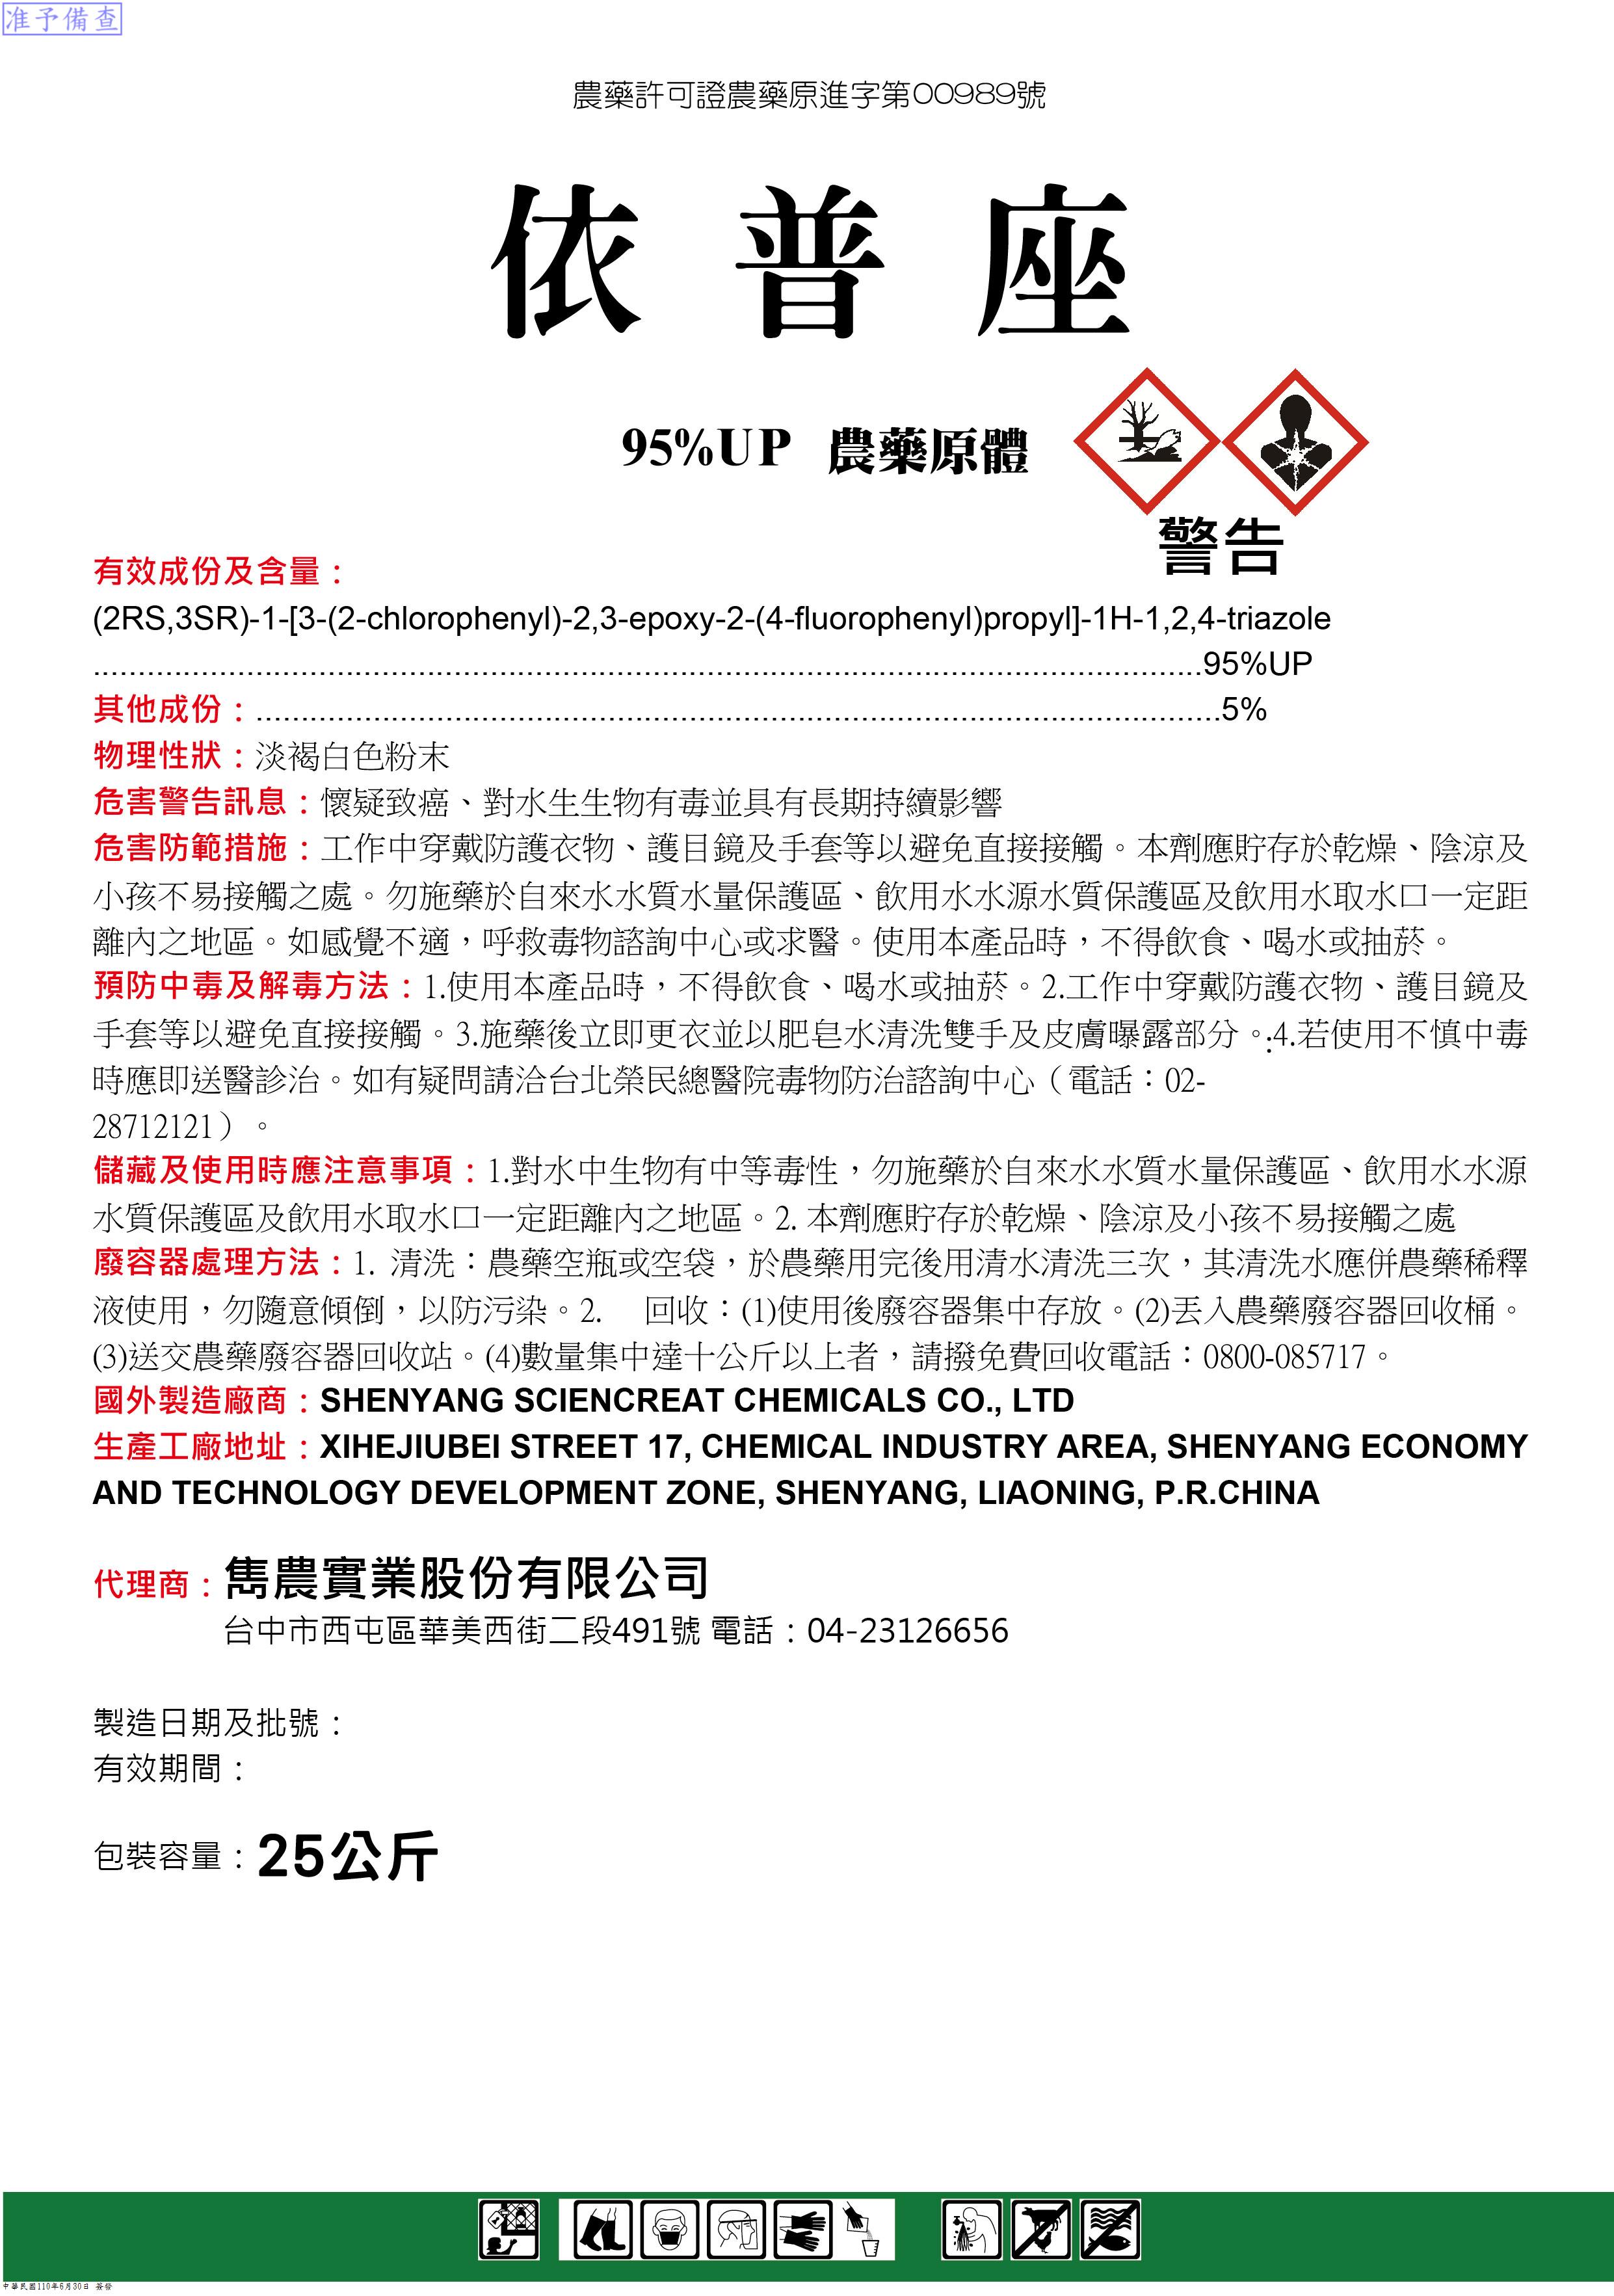 准予備查
農藥許可證農藥原進字第00989號
依普座
95%UP 農藥原體
警告
有效成份及含量：
(2RS,3SR)-1-[3-(2-chlorophenyl)-2,3-epoxy-2-(4-fluorophenyl)propyl]-1H-1,2,4-triazole
............................................................................................................................95%UP
其他成份：............................................................................................................5%
物理性狀：淡褐白色粉末
危害警告訊息：懷疑致癌、對水生生物有毒並具有長期持續影響
危害防範措施：工作中穿戴防護衣物、護目鏡及手套等以避免直接接觸。本劑應貯存於乾燥、陰涼及
小孩不易接觸之處。勿施藥於自來水水質水量保護區、飲用水水源水質保護區及飲用水取水口一定距
離內之地區。如感覺不適，呼救毒物諮詢中心或求醫。使用本產品時，不得飲食、喝水或抽菸。
預防中毒及解毒方法：1.使用本產品時，不得飲食、喝水或抽菸。2.工作中穿戴防護衣物、護目鏡及
手套等以避免直接接觸。3.施藥後立即更衣並以肥皂水清洗雙手及皮膚曝露部分。:4.若使用不慎中毒
時應即送醫診治。如有疑問請洽台北榮民總醫院毒物防治諮詢中心（電話：02-
28712121）。
儲藏及使用時應注意事項：1.對水中生物有中等毒性，勿施藥於自來水水質水量保護區、飲用水水源
水質保護區及飲用水取水口一定距離內之地區。2. 本劑應貯存於乾燥、陰涼及小孩不易接觸之處
廢容器處理方法：1. 清洗：農藥空瓶或空袋，於農藥用完後用清水清洗三次，其清洗水應併農藥稀釋
液使用，勿隨意傾倒，以防污染。2. 回收：(1)使用後廢容器集中存放。(2)丟入農藥廢容器回收桶。
(3)送交農藥廢容器回收站。(4)數量集中達十公斤以上者，請撥免費回收電話：0800-085717。
國外製造廠商：SHENYANG SCIENCREAT CHEMICALS CO., LTD
生產工廠地址：XIHEJIUBEI STREET 17, CHEMICAL INDUSTRY AREA, SHENYANG ECONOMY
AND TECHNOLOGY DEVELOPMENT ZONE, SHENYANG, LIAONING, P.R.CHINA
代理商：雋農實業股份有限公司
台中市西屯區華美西街二段491號 電話：04-23126656
製造日期及批號：
有效期間：
包裝容量：25公斤
中華民國110年6月30日 簽發